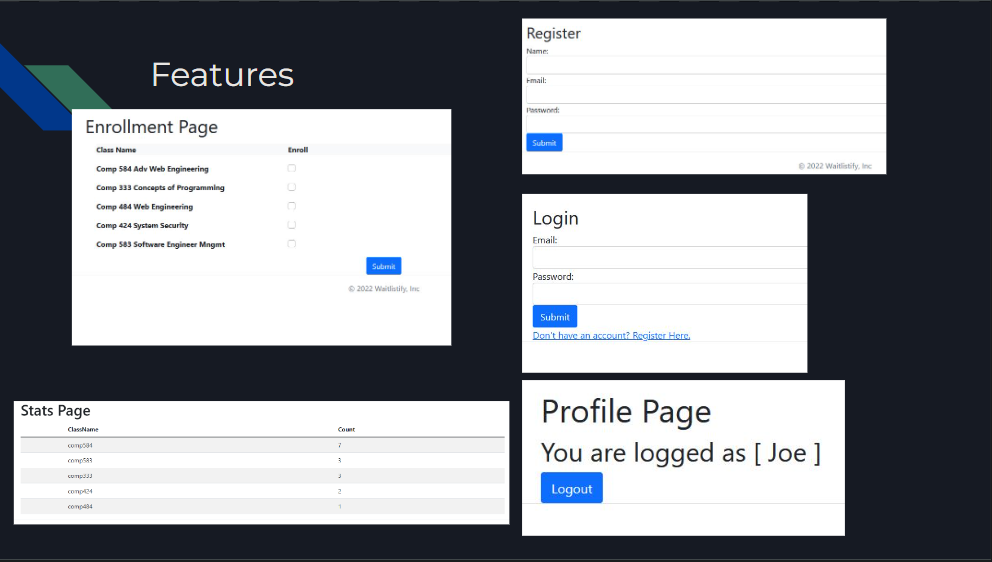 Features
Enrollment Page
Class Name Enroll
Comp 584 Adv Web Engineering
Comp 333 Concepts of Programming
Comp 484 Web Engineering
Comp 424 System Security
Comp 583 Software Engineer Mngmt
Submit
© 2022 Waitlistify, Inc
Stats Page
ClassName Count
comp584 7
comp583 3
comp333 3
comp424 2
comp484 1
Register
Name:
Email:
Password:
Submit
© 2022 Waitlistify, Inc
Login
Email:
Password:
Submit
Don't have an account? Register Here.
Profile Page
You are logged as [ Joe ]
Logout